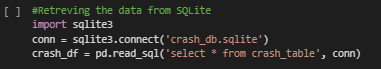 [ ] #Retreving the data from SQLite
import sqlite3
conn = sqlite3.connect('crash_db.sqlite')
crash_df = pd.read_sql('select * from crash_table', conn)